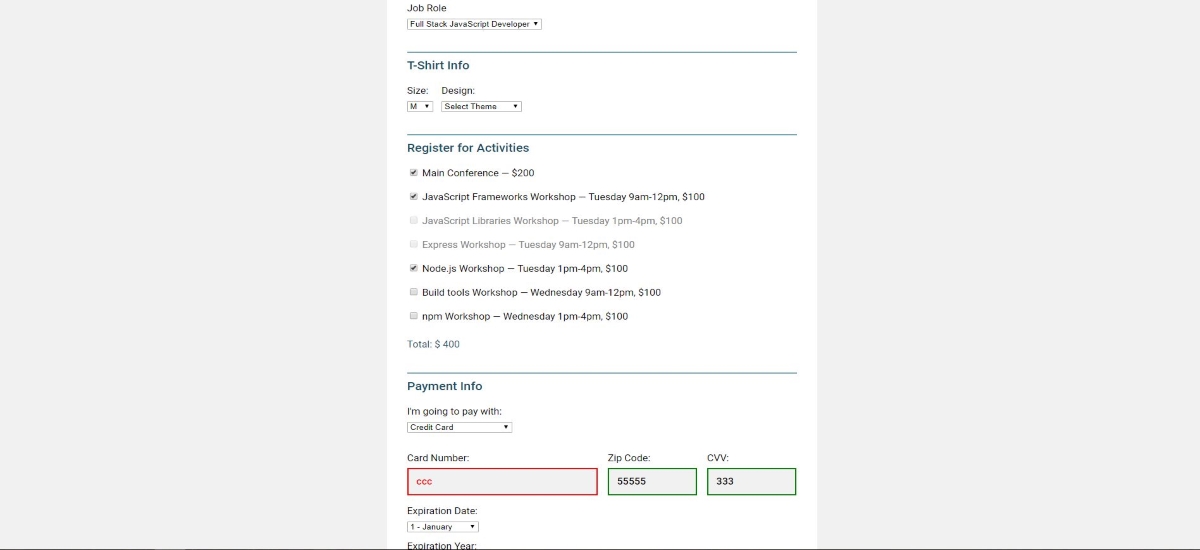 Job Role
Full Stack JavaScript Developer
T-Shirt Info
Size: Design:
M Select Theme
Register for Activities
Main Conference — $200
JavaScript Frameworks Workshop — Tuesday 9am-12pm, $100
JavaScript Libraries Workshop — Tuesday 1pm-4pm, $100
Express Workshop — Tuesday 9am-12pm, $100
Node.js Workshop — Tuesday 1pm-4pm, $100
Build tools Workshop — Wednesday 9am-12pm, $100
npm Workshop — Wednesday 1pm-4pm, $100
Total: $ 400
Payment Info
I'm going to pay with:
Credit Card
Card Number: Zip Code: CVV:
ccc 55555 333
Expiration Date:
1 - January
Expiration Year: